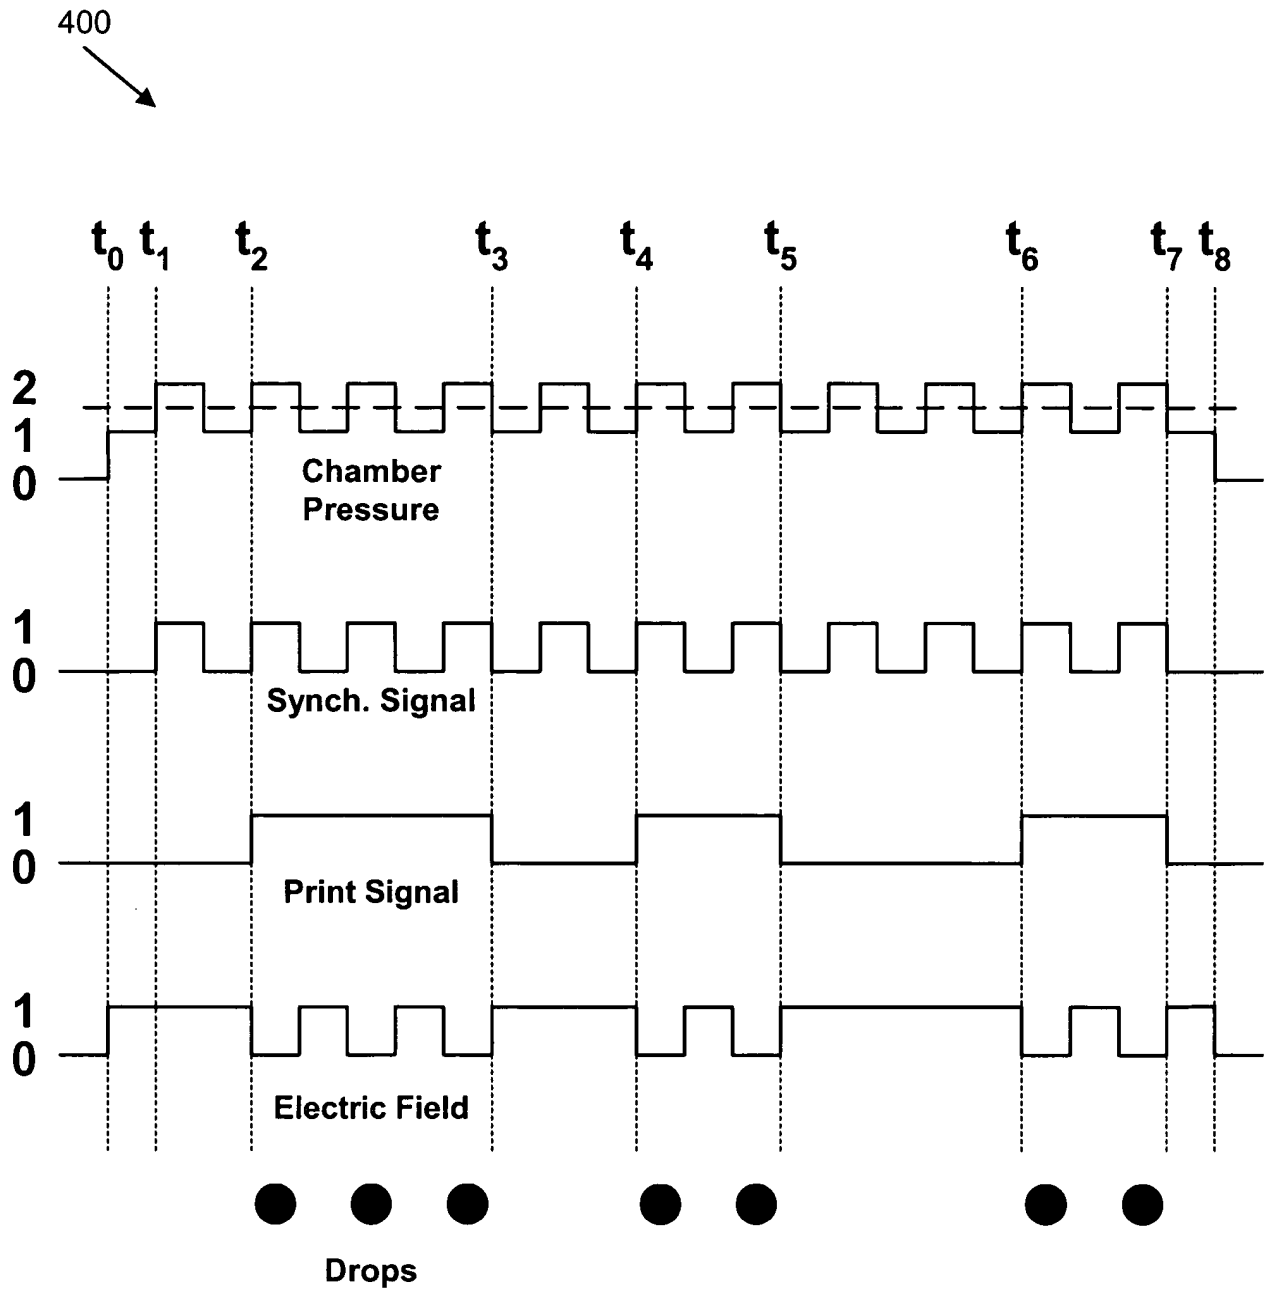 400
t0 t1 t2 t3 t4 t5 t6 t7 t8
2
1
0
Chamber
Pressure
1
0
Synch. Signal
1
0
Print Signal
1
0
Electric Field
Drops